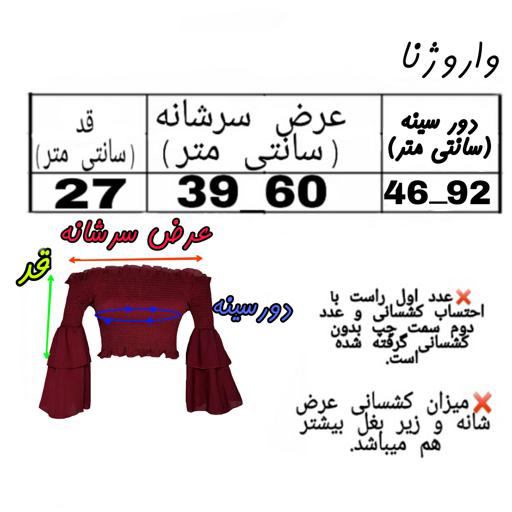 واروژنا
دور سینه
(سانتی متر)
عرض سرشانه
(سانتی متر)
قد
(سانتی متر)
46_92
39_60
27
عرض سرشانه
قد
دورسینه
❌عدد اول راست با
احتساب کشسانی و عدد
دوم سمت چپ بدون
کشسانی گرفته شده
است.
❌میزان کشسانی عرض
شانه و زیر بغل بیشتر
هم میباشد.